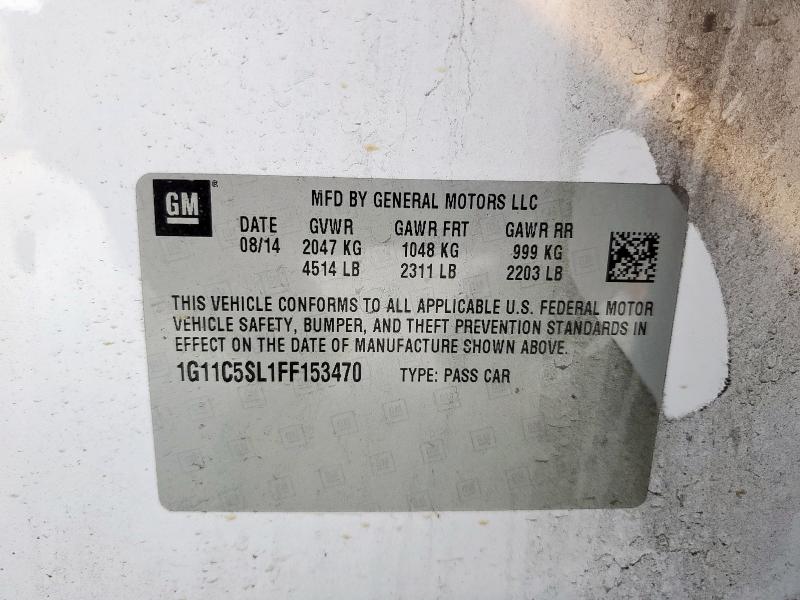 GM®
MFD BY GENERAL MOTORS LLC
DATE GVWR GAWR FRT GAWR RR
08/14 2047 KG 1048 KG 999 KG
4514 LB 2311 LB 2203 LB
THIS VEHICLE CONFORMS TO ALL APPLICABLE U.S. FEDERAL MOTOR
VEHICLE SAFETY, BUMPER, AND THEFT PREVENTION STANDARDS IN
EFFECT ON THE DATE OF MANUFACTURE SHOWN ABOVE.
1G11C5SL1FF153470 TYPE: PASS CAR